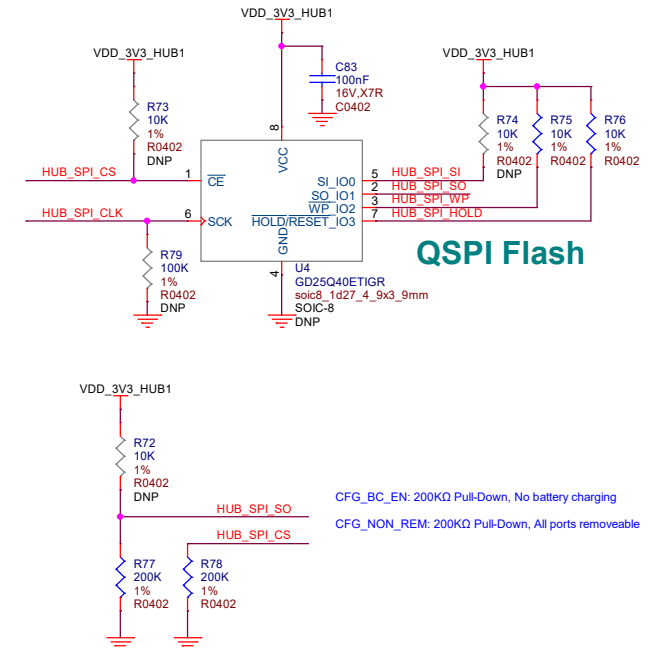 VDD_3V3_HUB1
VDD_3V3_HUB1
VDD_3V3_HUB1
C83
100nF
16V,X7R
C0402
R73
10K
1%
R0402
DNP
R74
10K
1%
R0402
DNP
R75
10K
1%
R0402
R76
10K
1%
R0402
8
VCC
HUB_SPI_CS
1
CE
SI_IO0
5
HUB_SPI_SI
SO_IO1
2
HUB_SPI_SO
WP_IO2
3
HUB_SPI_WP
HUB_SPI_CLK
6
SCK
HOLD/RESET_IO3
7
HUB_SPI_HOLD
GND
4
QSPI Flash
R79
100K
1%
R0402
DNP
U4
GD25Q40ETIGR
soic8_1d27_4_9x3_9mm
SOIC-8
DNP
VDD_3V3_HUB1
R72
10K
1%
R0402
DNP
HUB_SPI_SO
HUB_SPI_CS
R77
200K
1%
R0402
R78
200K
1%
R0402
CFG_BC_EN: 200KΩ Pull-Down, No battery charging
CFG_NON_REM: 200KΩ Pull-Down, All ports removeable